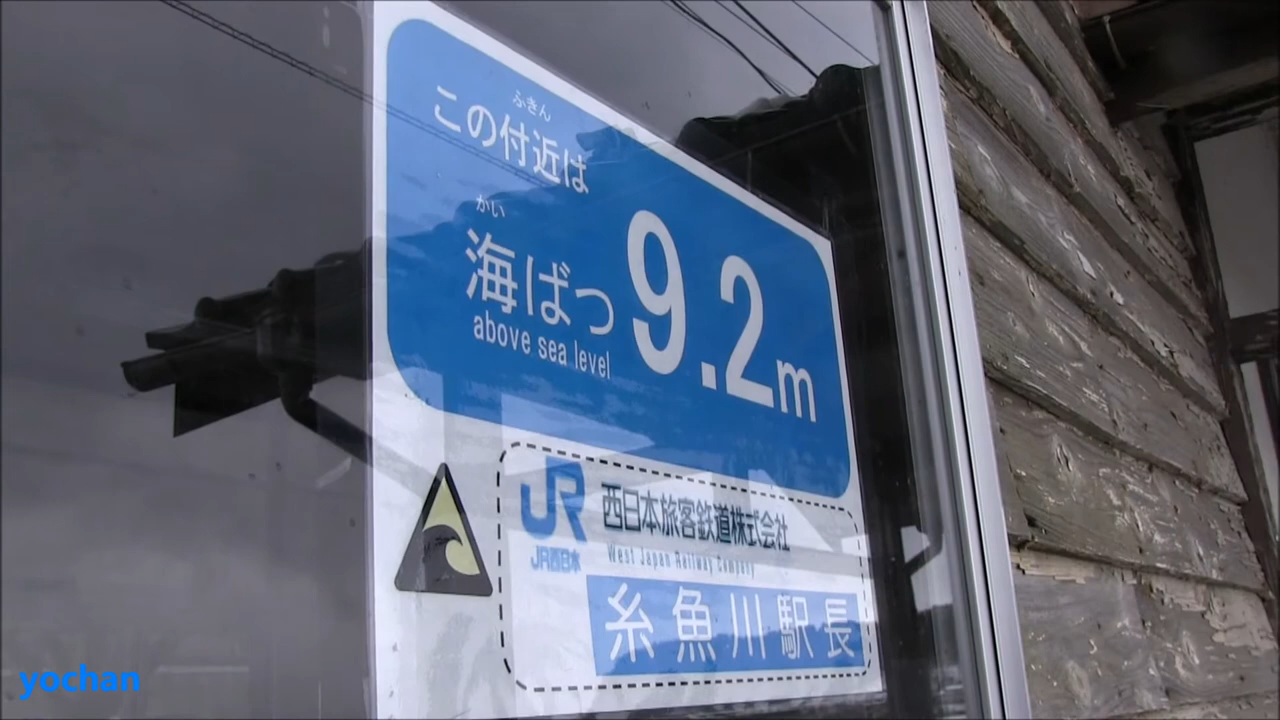 ふきん
この付近は
かい
海ばっ 9.2m
above sea level
JR
JR西日本
西日本旅客鉄道株式会社
West Japan Railway Company
糸魚川駅長
yochan